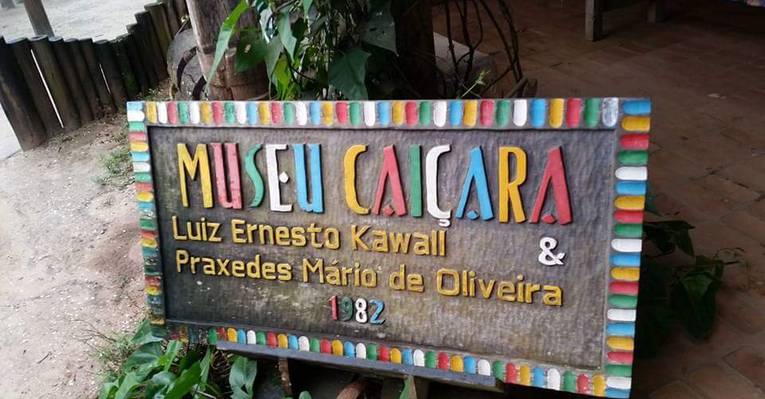 MUSEU CAIÇARA
Luiz Ernesto Kawall
&
Praxedes Mário de Oliveira
1982